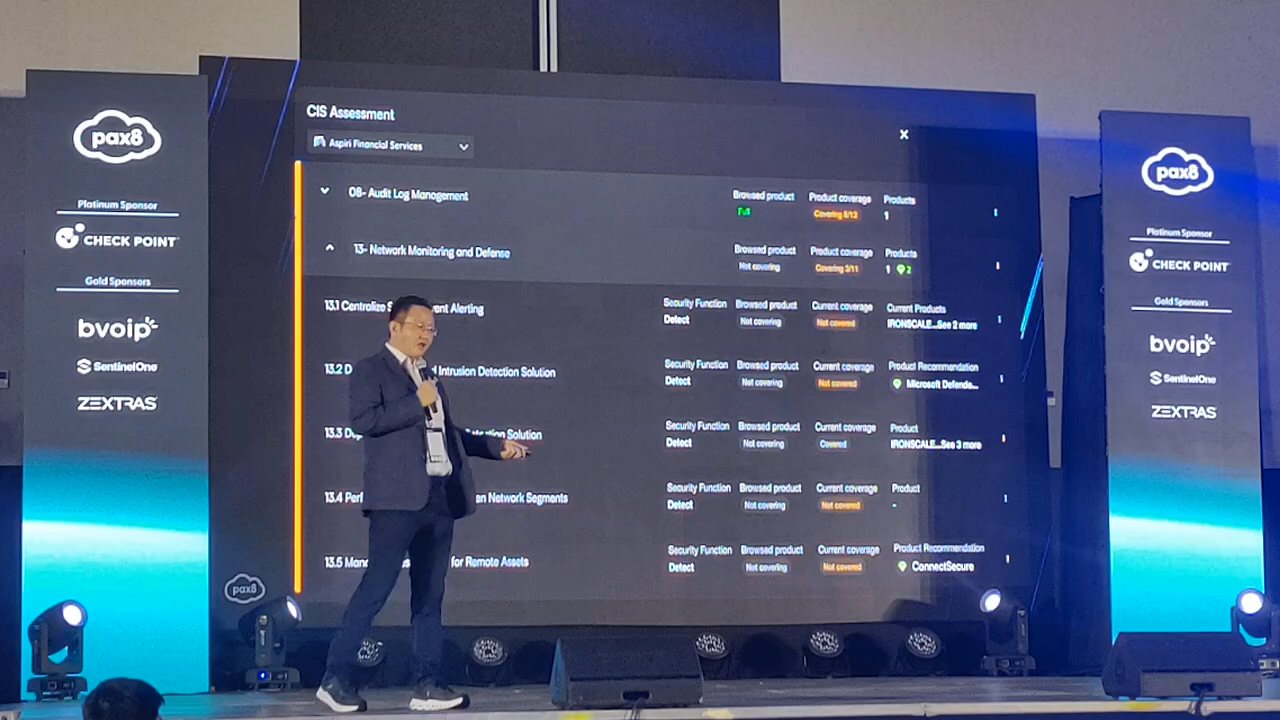 pax8
Platinum Sponsor
CHECK POINT
Gold Sponsors
bvoip
SentinelOne
ZEXTRAS
CIS Assessment
Aspiri Financial Services
x
08- Audit Log Management
Browsed product Product coverage Products
Full Covering 8/12 1
13- Network Monitoring and Defense
Browsed product Product coverage Products
Not covering Covering 3/11 1 2
13.1 Centralize S vent Alerting
Security Function Browsed product Current coverage Current Products
Detect Not covering Not covered IRONSCALE...See 2 more
13.2 D d Intrusion Detection Solution
Security Function Browsed product Current coverage Product Recommendation
Detect Not covering Not covered Microsoft Defende...
13.3 Dep Detection Solution
Security Function Browsed product Current coverage Product
Detect Not covering Covered IRONSCALE...See 3 more
13.4 Perf en Network Segments
Security Function Browsed product Current coverage Product
Detect Not covering Not covered -
13.5 Mana for Remote Assets
Security Function Browsed product Current coverage Product Recommendation
Detect Not covering Not covered ConnectSecure
pax8
pax8
Platinum Sponsor
CHECK POINT
Gold Sponsors
bvoip
SentinelOne
ZEXTRAS